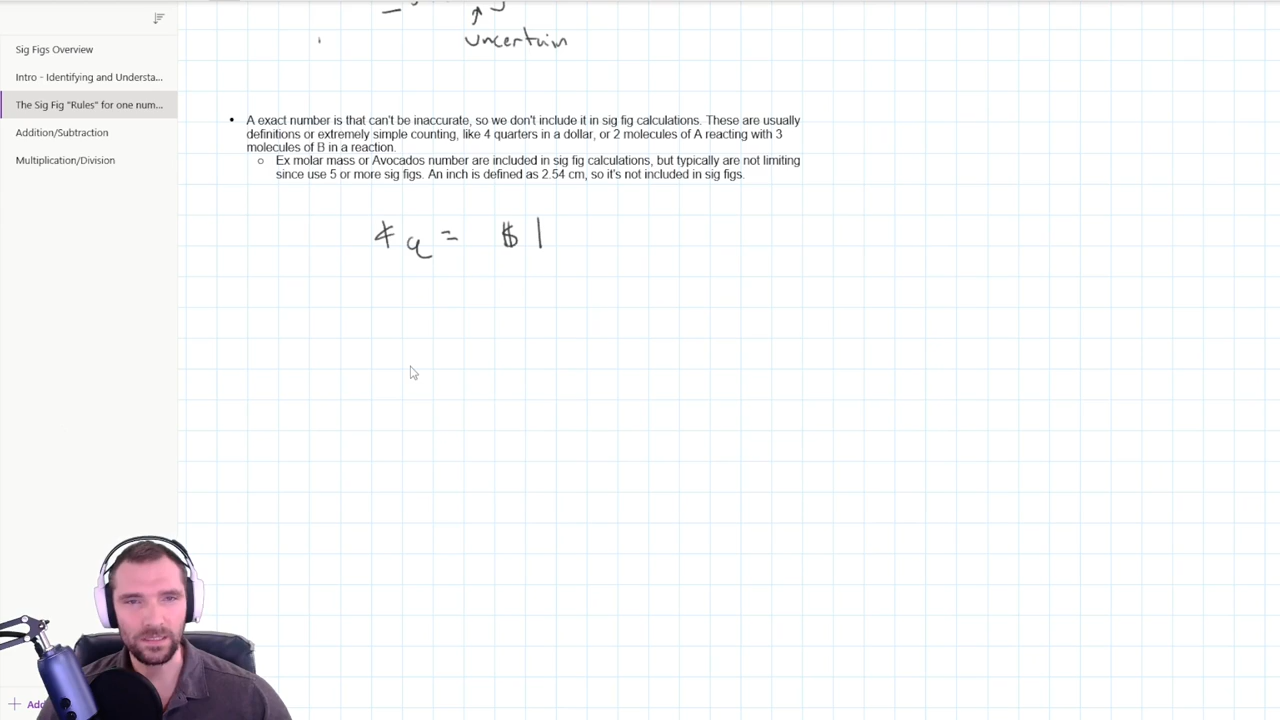 uncertain
Sig Figs Overview
Intro - Identifying and Understa...
The Sig Fig "Rules" for one num...
Addition/Subtraction
Multiplication/Division
• A exact number is that can't be inaccurate, so we don't include it in sig fig calculations. These are usually
definitions or extremely simple counting, like 4 quarters in a dollar, or 2 molecules of A reacting with 3
molecules of B in a reaction.
○ Ex molar mass or Avocados number are included in sig fig calculations, but typically are not limiting
since use 5 or more sig figs. An inch is defined as 2.54 cm, so it's not included in sig figs.
4 q = $ 1
+ Add